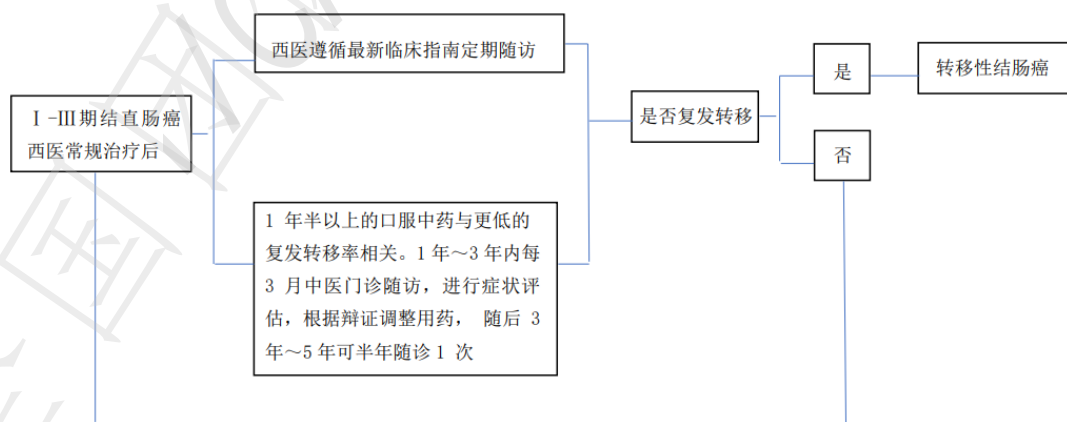 西医遵循最新临床指南定期随访
Ⅰ-Ⅲ期结直肠癌
西医常规治疗后
1 年半以上的口服中药与更低的
复发转移率相关。1 年～3 年内每
3 月中医门诊随访，进行症状评
估，根据辩证调整用药， 随后 3
年～5 年可半年随诊 1 次
是否复发转移
是
否
转移性结肠癌